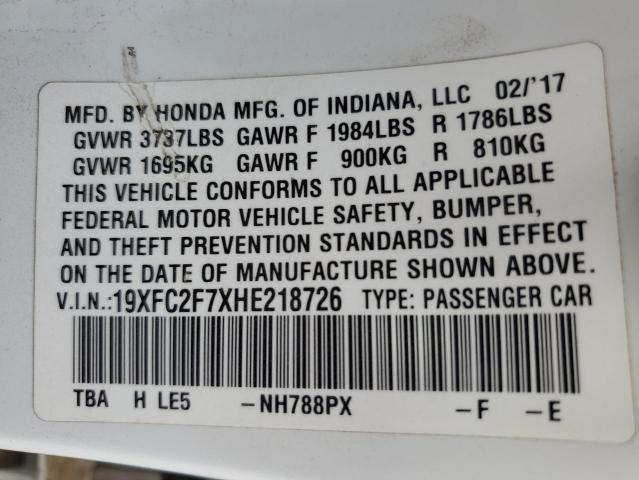 MFD. BY HONDA MFG. OF INDIANA, LLC 02/'17
GVWR 3737LBS GAWR F 1984LBS R 1786LBS
GVWR 1695KG GAWR F 900KG R 810KG
THIS VEHICLE CONFORMS TO ALL APPLICABLE
FEDERAL MOTOR VEHICLE SAFETY, BUMPER,
AND THEFT PREVENTION STANDARDS IN EFFECT
ON THE DATE OF MANUFACTURE SHOWN ABOVE.
V.I.N.:19XFC2F7XHE218726 TYPE: PASSENGER CAR
TBA H LE5 -NH788PX -F -E